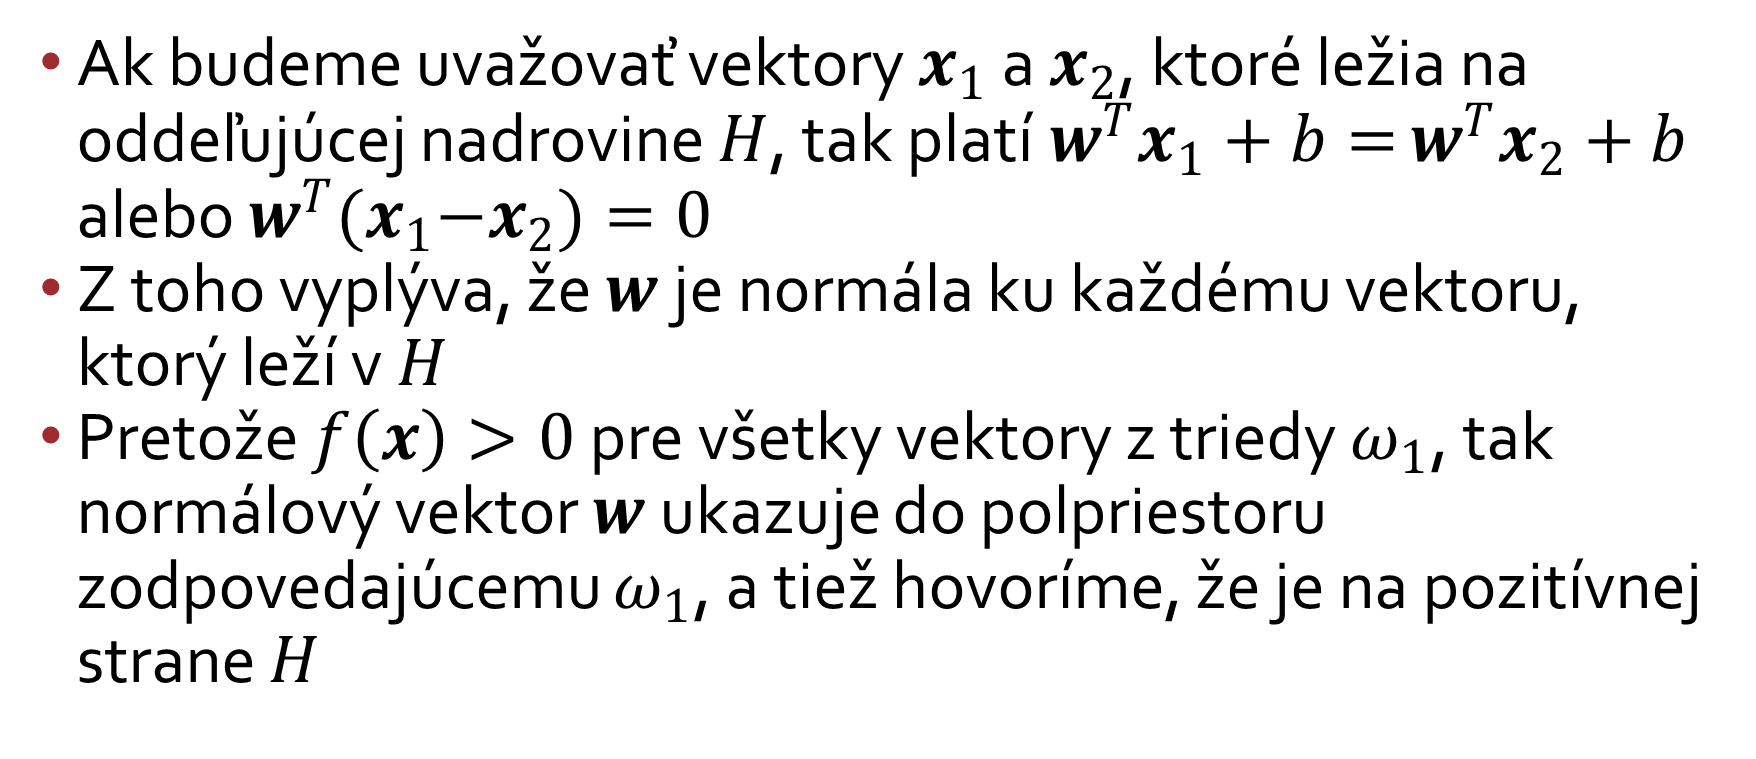 • Ak budeme uvažovať vektory 𝒙₁ a 𝒙₂, ktoré ležia na
oddeľujúcej nadrovine 𝐻, tak platí 𝒘ᵀ𝒙₁ + 𝑏 = 𝒘ᵀ𝒙₂ + 𝑏
alebo 𝒘ᵀ(𝒙₁−𝒙₂) = 0
• Z toho vyplýva, že 𝒘 je normála ku každému vektoru,
ktorý leží v 𝐻
• Pretože 𝑓(𝒙) > 0 pre všetky vektory z triedy 𝜔₁, tak
normálový vektor 𝒘 ukazuje do polpriestoru
zodpovedajúcemu 𝜔₁, a tiež hovoríme, že je na pozitívnej
strane 𝐻